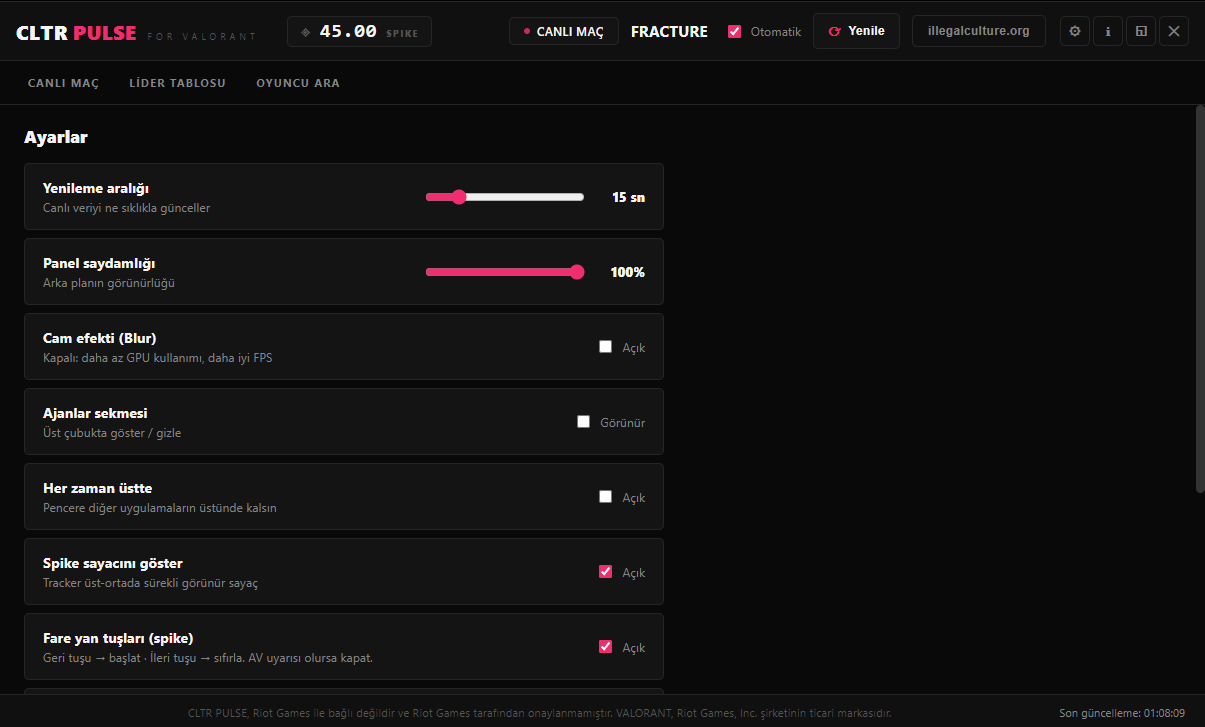 CLTR PULSE FOR VALORANT
45.00 SPIKE
CANLI MAÇ
FRACTURE
Otomatik
Yenile
illegalculture.org
CANLI MAÇ LİDER TABLOSU OYUNCU ARA
Ayarlar
Yenileme aralığı
Canlı veriyi ne sıklıkla günceller
15 sn
Panel saydamlığı
Arka planın görünürlüğü
100%
Cam efekti (Blur)
Kapalı: daha az GPU kullanımı, daha iyi FPS
Açık
Ajanlar sekmesi
Üst çubukta göster / gizle
Görünür
Her zaman üstte
Pencere diğer uygulamaların üstünde kalsın
Açık
Spike sayacını göster
Tracker üst-ortada sürekli görünür sayaç
Açık
Fare yan tuşları (spike)
Geri tuşu → başlat · İleri tuşu → sıfırla. AV uyarısı olursa kapat.
Açık
CLTR PULSE, Riot Games ile bağlı değildir ve Riot Games tarafından onaylanmamıştır. VALORANT, Riot Games, Inc. şirketinin ticari markasıdır.
Son güncelleme: 01:08:09